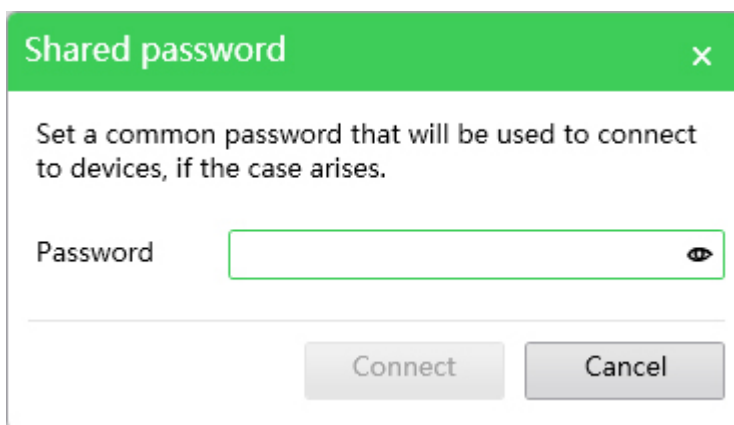 Shared password
Set a common password that will be used to connect
to devices, if the case arises.
Password
Connect
Cancel